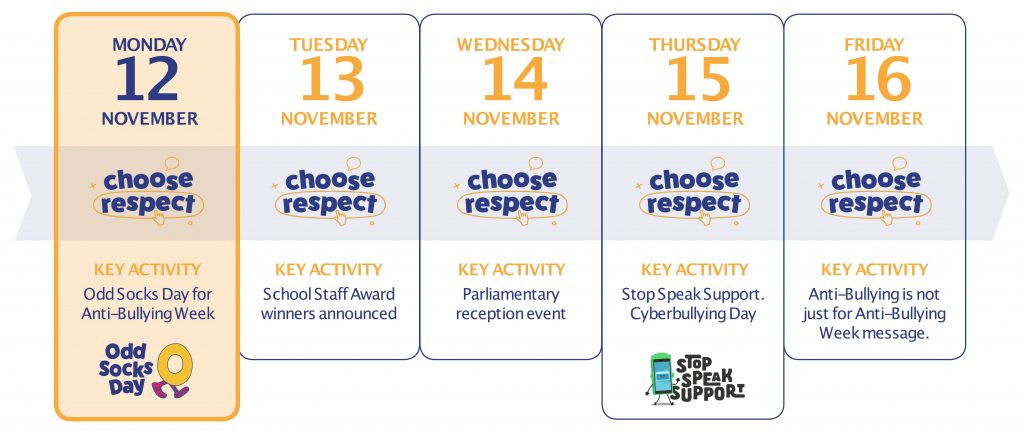 MONDAY
12
NOVEMBER
choose
respect
KEY ACTIVITY
Odd Socks Day for
Anti-Bullying Week
Odd
Socks
Day
TUESDAY
13
NOVEMBER
choose
respect
KEY ACTIVITY
School Staff Award
winners announced
WEDNESDAY
14
NOVEMBER
choose
respect
KEY ACTIVITY
Parliamentary
reception event
THURSDAY
15
NOVEMBER
choose
respect
KEY ACTIVITY
Stop Speak Support.
Cyberbullying Day
STOP
SPEAK
SUPPORT
FRIDAY
16
NOVEMBER
choose
respect
KEY ACTIVITY
Anti-Bullying is not
just for Anti-Bullying
Week message.